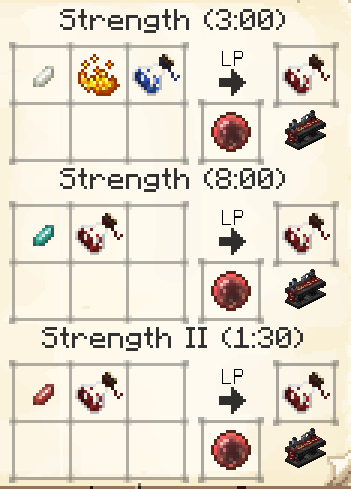 Strength (3:00)
LP
Strength (8:00)
LP
Strength II (1:30)
LP